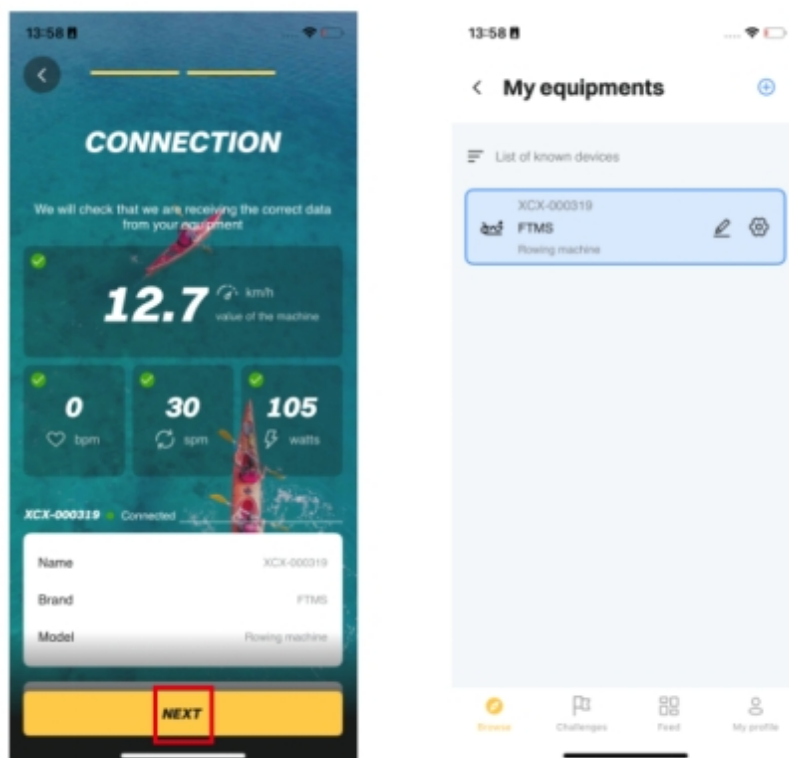 13:58
CONNECTION
We will check that we are receiving the correct data
from your equipment
12.7 km/h
value of the machine
0 30 105
bpm spm watts
XCX-000319 Connected
Name XCX-000319
Brand FTMS
Model Rowing machine
NEXT
13:58
My equipments
List of known devices
XCX-000319
FTMS
Rowing machine
Browse Challenges Feed My profile